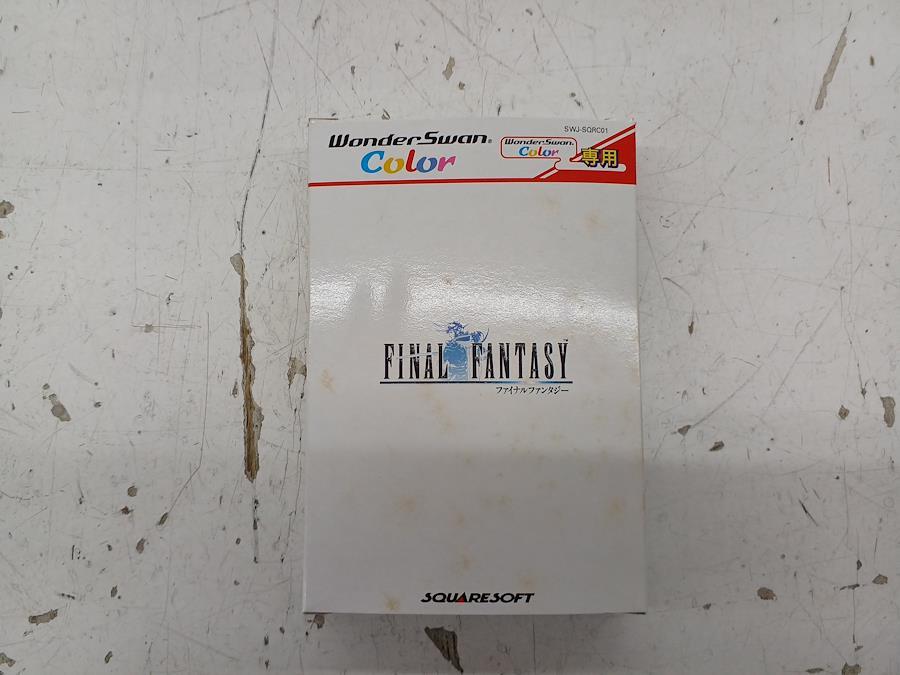 SWJ-SQRC01
WonderSwan®
Color
WonderSwan®
Color
専用
FINAL FANTASY™
ファイナルファンタジー
SQUARESOFT